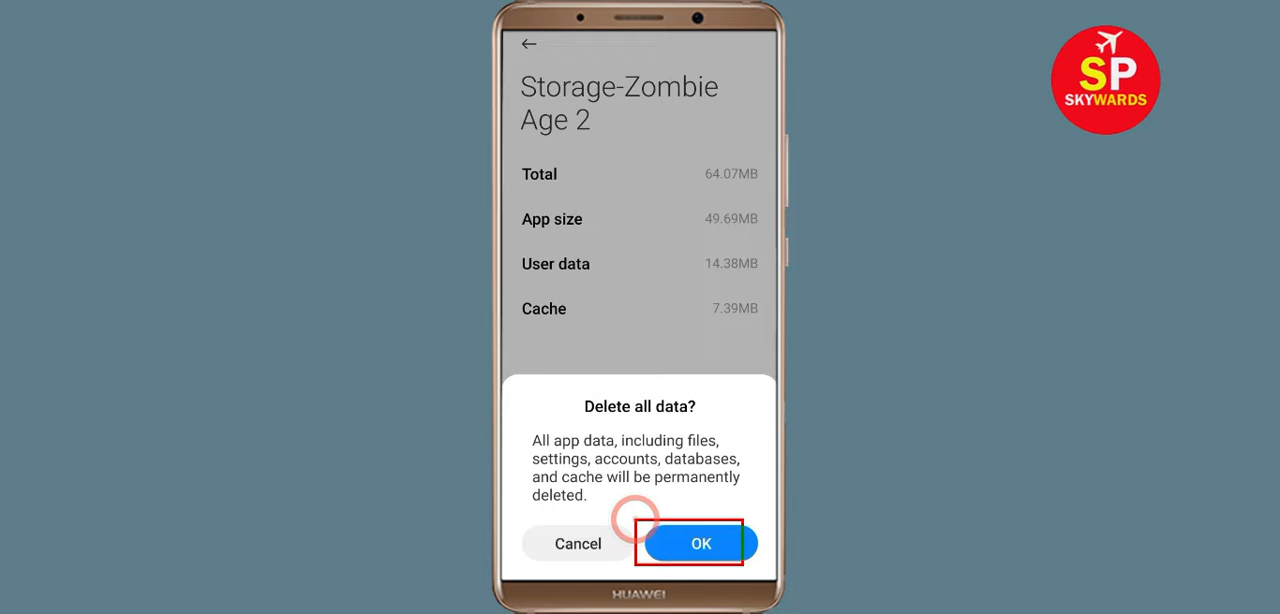 SP
SKYWARDS
Storage-Zombie
Age 2
Total 64.07MB
App size 49.69MB
User data 14.38MB
Cache 7.39MB
Delete all data?
All app data, including files,
settings, accounts, databases,
and cache will be permanently
deleted.
Cancel OK
HUAWEI